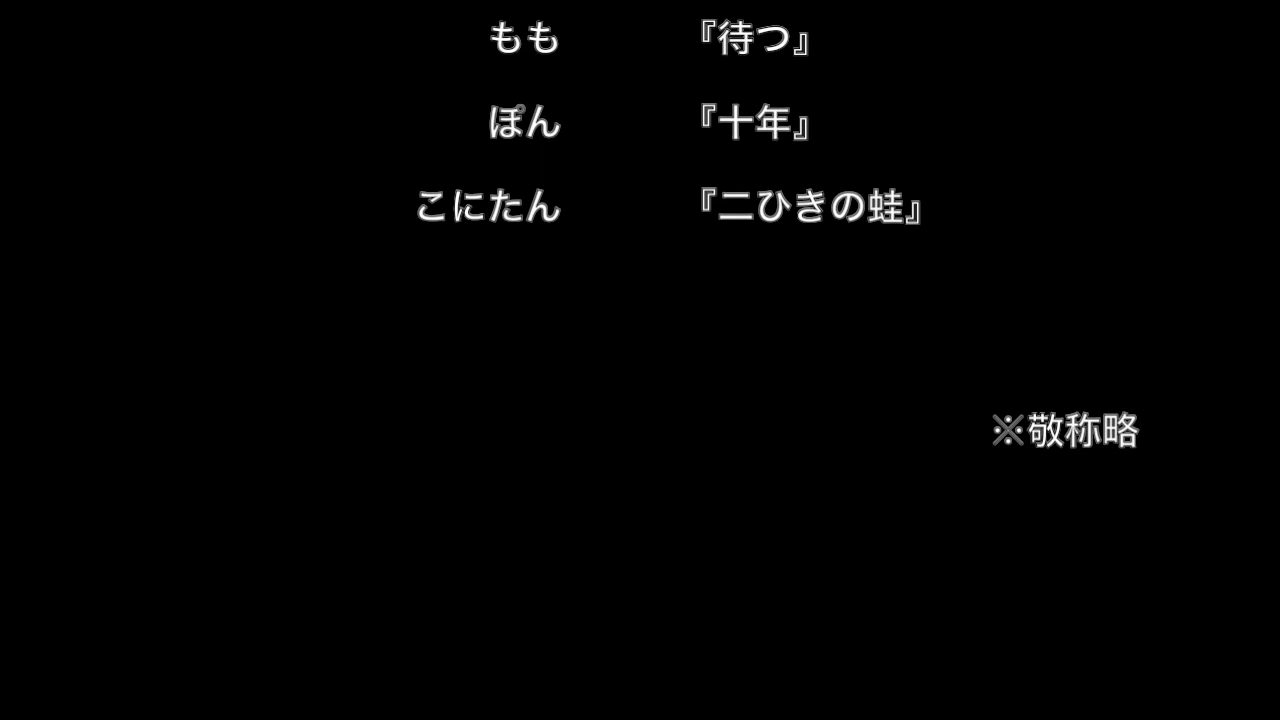 もも 『待つ』
ぽん 『十年』
こにたん 『二ひきの蛙』
※敬称略